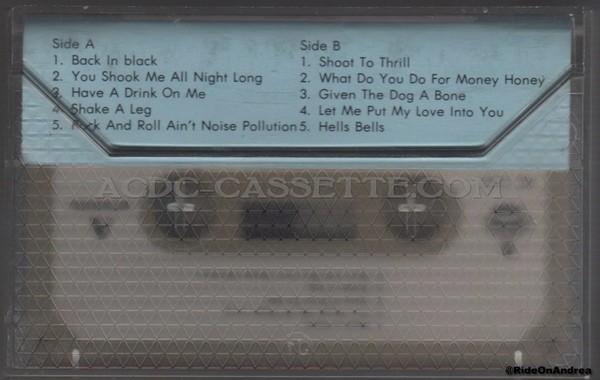 Side A
1. Back In black
2. You Shook Me All Night Long
3. Have A Drink On Me
4. Shake A Leg
5. Rock And Roll Ain't Noise Pollution
Side B
1. Shoot To Thrill
2. What Do You Do For Money Honey
3. Given The Dog A Bone
4. Let Me Put My Love Into You
5. Hells Bells
ACDC-CASSETTE.COM
@RideOnAndrea